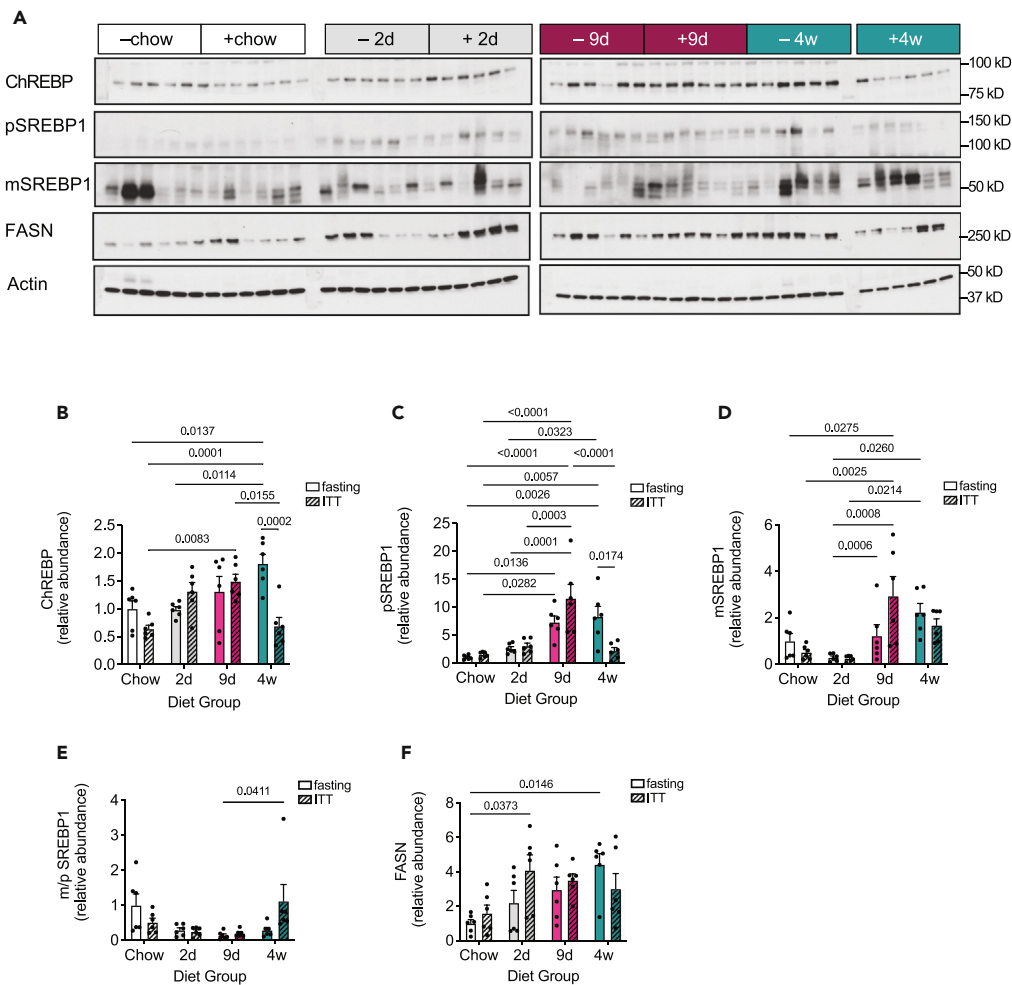 A
–chow +chow – 2d + 2d – 9d +9d – 4w +4w
ChREBP
100 kD
75 kD
pSREBP1
150 kD
100 kD
mSREBP1
50 kD
FASN
250 kD
Actin
50 kD
37 kD
B
0.0137
0.0001
0.0114
0.0155
0.0002
0.0083
fasting
ITT
ChREBP
(relative abundance)
2.5
2.0
1.5
1.0
0.5
0.0
Chow 2d 9d 4w
Diet Group
C
<0.0001
0.0323
<0.0001 <0.0001
0.0057
0.0026
0.0003
0.0001
0.0136
0.0282
0.0174
fasting
ITT
pSREBP1
(relative abundance)
25
20
15
10
5
0
Chow 2d 9d 4w
Diet Group
D
0.0275
0.0260
0.0025
0.0214
0.0008
0.0006
fasting
ITT
mSREBP1
(relative abundance)
6
4
2
0
Chow 2d 9d 4w
Diet Group
E
0.0411
fasting
ITT
m/p SREBP1
(relative abundance)
4
3
2
1
0
Chow 2d 9d 4w
Diet Group
F
0.0146
0.0373
fasting
ITT
FASN
(relative abundance)
8
6
4
2
0
Chow 2d 9d 4w
Diet Group